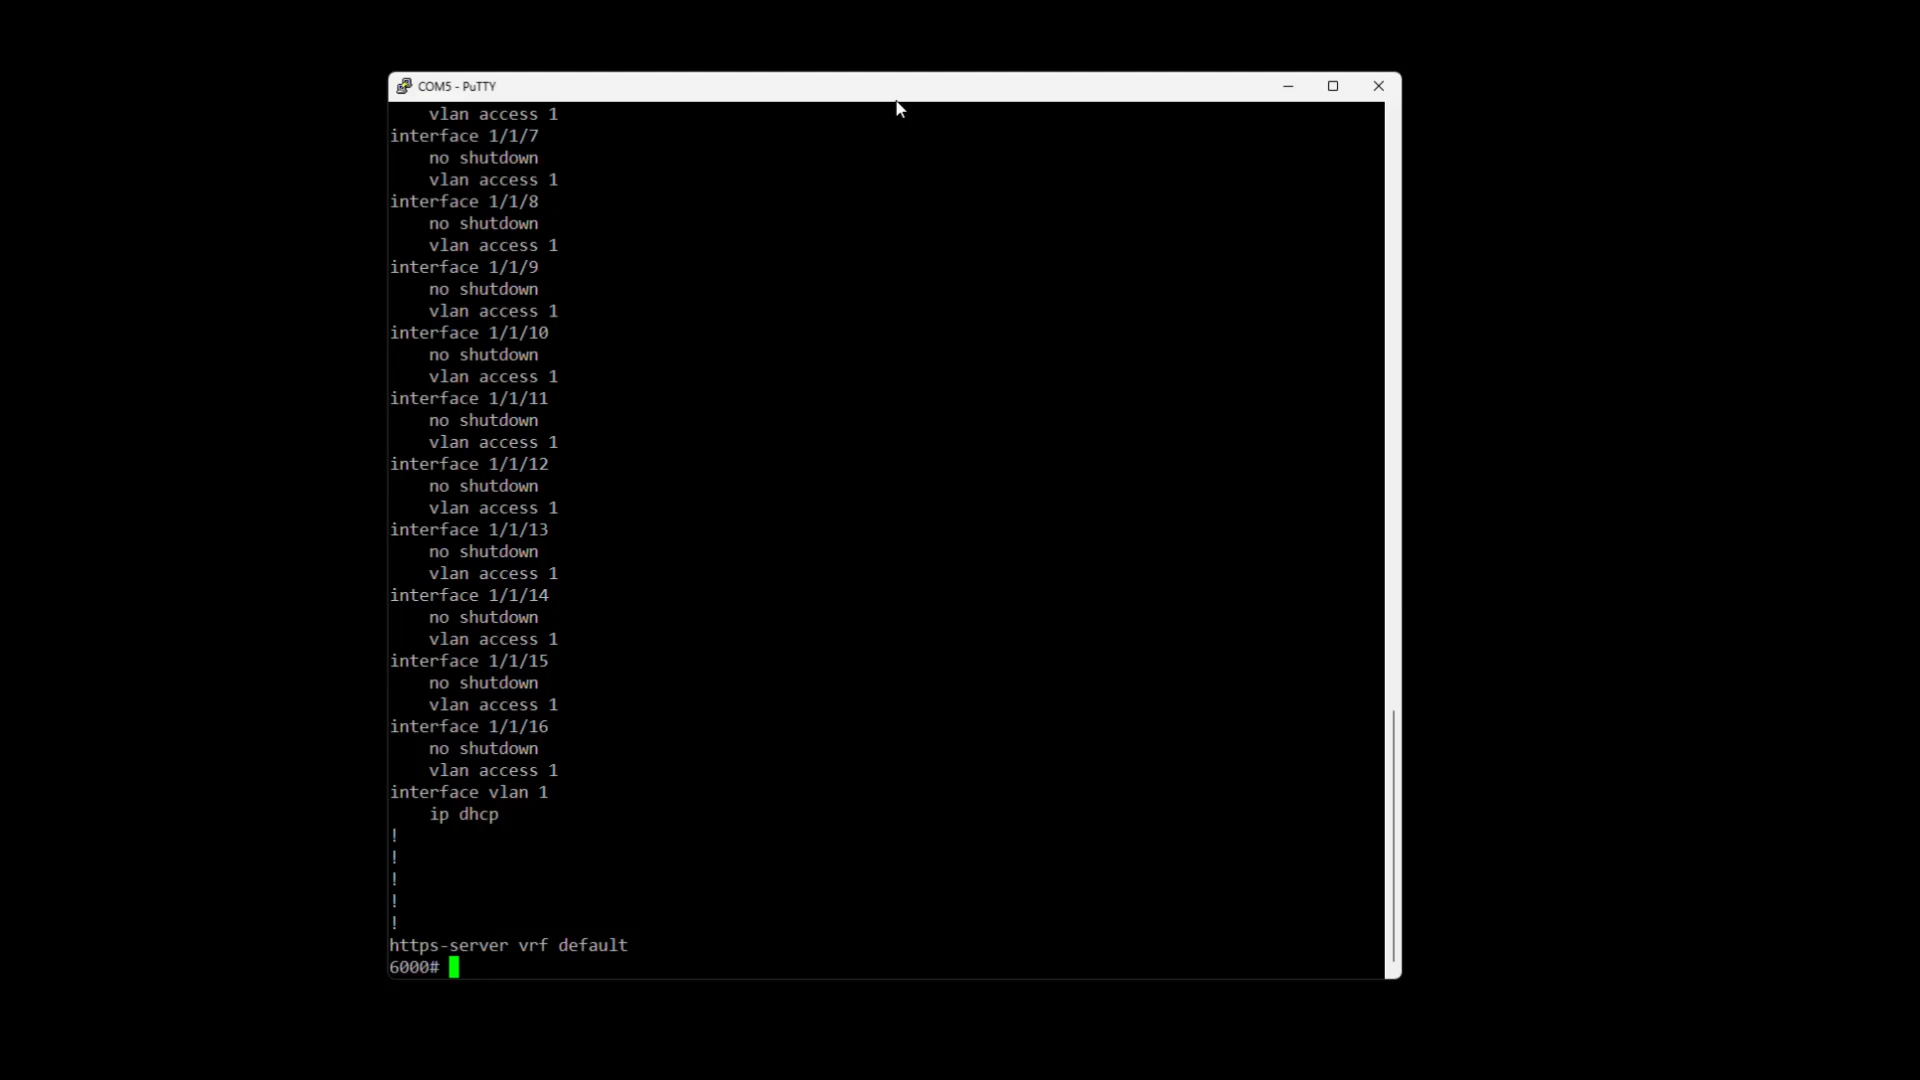 COM5 - PuTTY
    vlan access 1
interface 1/1/7
    no shutdown
    vlan access 1
interface 1/1/8
    no shutdown
    vlan access 1
interface 1/1/9
    no shutdown
    vlan access 1
interface 1/1/10
    no shutdown
    vlan access 1
interface 1/1/11
    no shutdown
    vlan access 1
interface 1/1/12
    no shutdown
    vlan access 1
interface 1/1/13
    no shutdown
    vlan access 1
interface 1/1/14
    no shutdown
    vlan access 1
interface 1/1/15
    no shutdown
    vlan access 1
interface 1/1/16
    no shutdown
    vlan access 1
interface vlan 1
    ip dhcp
!
!
!
!
!
https-server vrf default
6000#